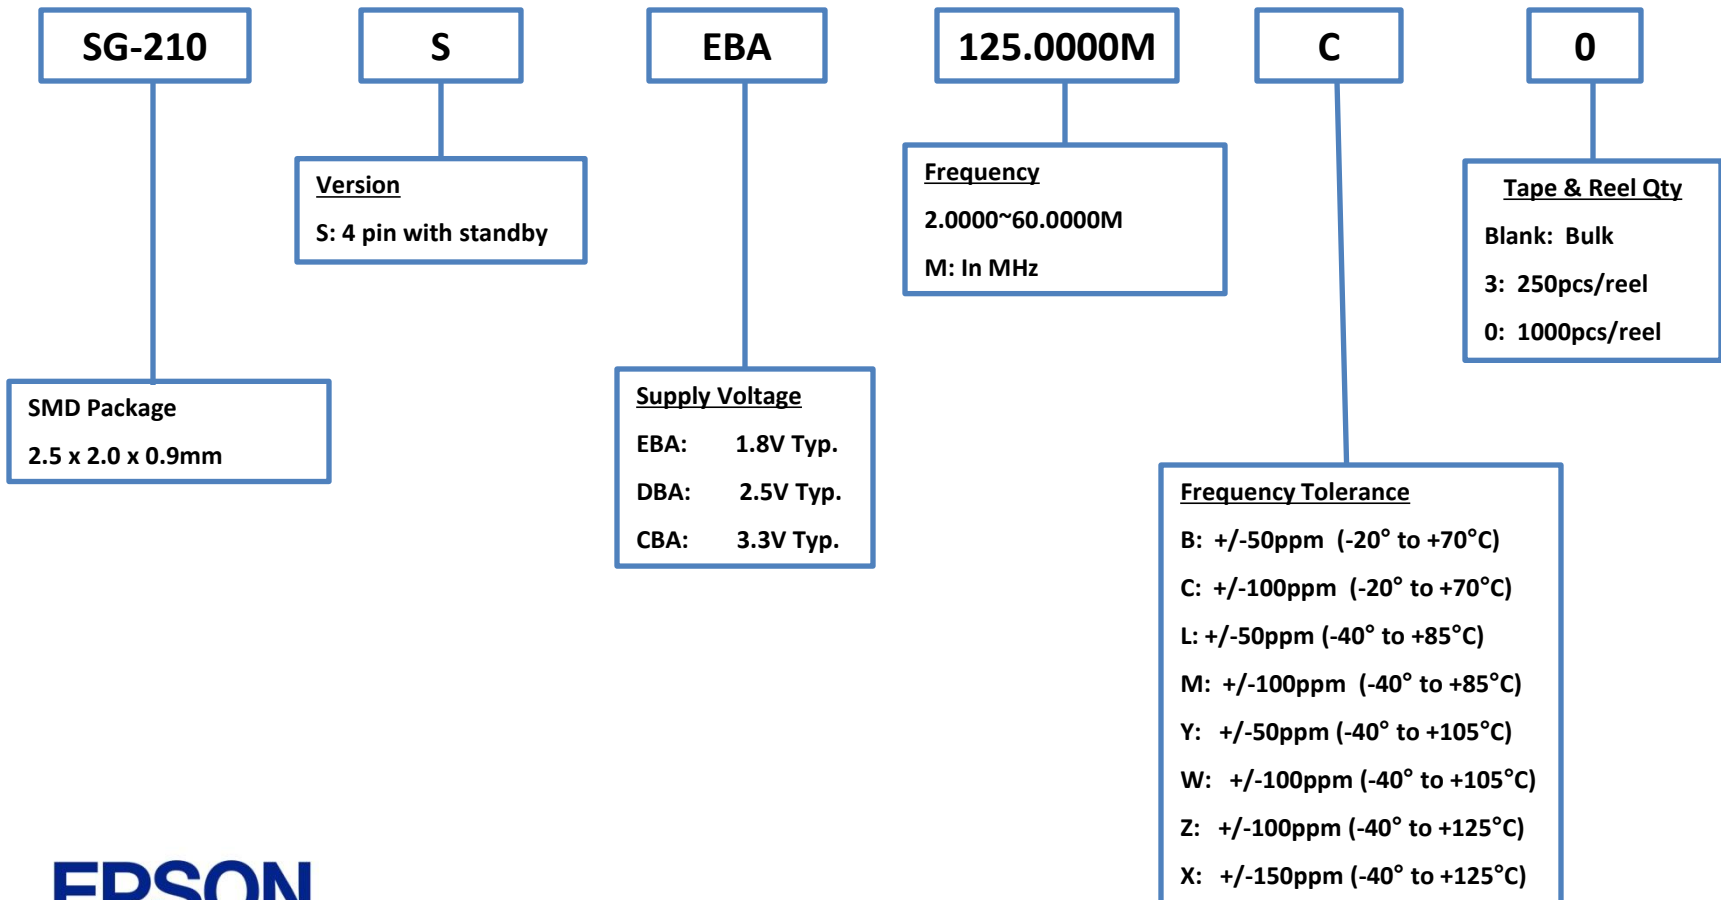 SG-210 S EBA 125.0000M C 0
Version
S: 4 pin with standby
Frequency
2.0000~60.0000M
M: In MHz
Tape & Reel Qty
Blank: Bulk
3: 250pcs/reel
0: 1000pcs/reel
SMD Package
2.5 x 2.0 x 0.9mm
Supply Voltage
EBA: 1.8V Typ.
DBA: 2.5V Typ.
CBA: 3.3V Typ.
Frequency Tolerance
B: +/-50ppm (-20° to +70°C)
C: +/-100ppm (-20° to +70°C)
L: +/-50ppm (-40° to +85°C)
M: +/-100ppm (-40° to +85°C)
Y: +/-50ppm (-40° to +105°C)
W: +/-100ppm (-40° to +105°C)
Z: +/-100ppm (-40° to +125°C)
X: +/-150ppm (-40° to +125°C)
EPSON